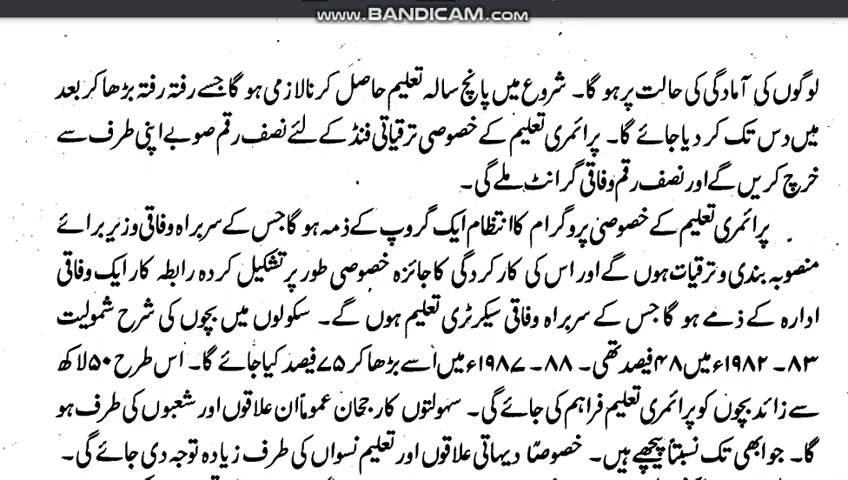 www.BANDICAM.com
لوگوں کی آمادگی کی حالت پر ہو گا۔ شروع میں پانچ سالہ تعلیم حاصل کرنا لازمی ہو گا جسے رفتہ رفتہ بڑھا کر بعد
میں دس تک کر دیا جائے گا۔ پرائمری تعلیم کے خصوصی ترقیاتی فنڈ کے لئے نصف رقم صوبے اپنی طرف سے
خرچ کریں گے اور نصف رقم وفاقی گرانٹ ملے گی۔
پرائمری تعلیم کے خصوصی پروگرام کا انتظام ایک گروپ کے ذمہ ہو گا جس کے سربراہ وفاقی وزیر برائے
منصوبہ بندی و ترقیات ہوں گے اور اس کی کارکردگی کا جائزہ خصوصی طور پر تشکیل کردہ رابطہ کار ایک وفاقی
ادارہ کے ذمے ہو گا جس کے سربراہ وفاقی سیکرٹری تعلیم ہوں گے۔ سکولوں میں بچوں کی شرح شمولیت
۸۳۔ ۱۹۸۲ء میں ۴۸ فیصد تھی۔ ۸۸۔ ۱۹۸۷ء میں اسے بڑھا کر ۷۵ فیصد کیا جائے گا۔ اس طرح ۵۰ لاکھ
سے زائد بچوں کو پرائمری تعلیم فراہم کی جائے گی۔ سہولتوں کا رجحان عموماً ان علاقوں اور شعبوں کی طرف ہو
گا۔ جو ابھی تک نسبتاً پیچھے ہیں۔ خصوصاً دیہاتی علاقوں اور تعلیم نسواں کی طرف زیادہ توجہ دی جائے گی۔